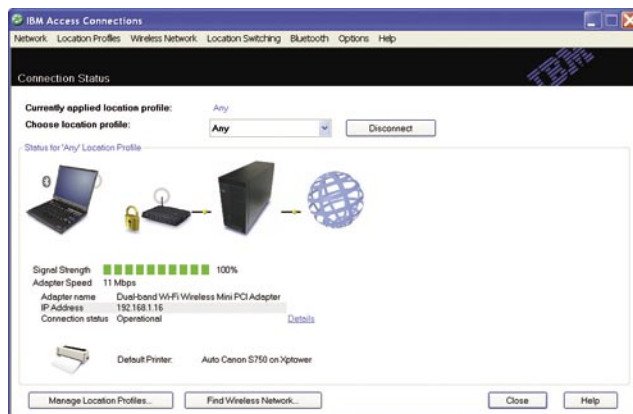 IBM Access Connections
Network Location Profiles Wireless Network Location Switching Bluetooth Options Help
Connection Status
IBM
Currently applied location profile: Any
Choose location profile: Any Disconnect
Status for 'Any' Location Profile
Signal Strength 100%
Adapter Speed 11 Mbps
Adapter name Dual-band Wi-Fi Wireless Mini PCI Adapter
IP Address 192.168.1.16
Connection status Operational Details
Default Printer: Auto Canon S750 on Xptower
Manage Location Profiles... Find Wireless Network... Close Help